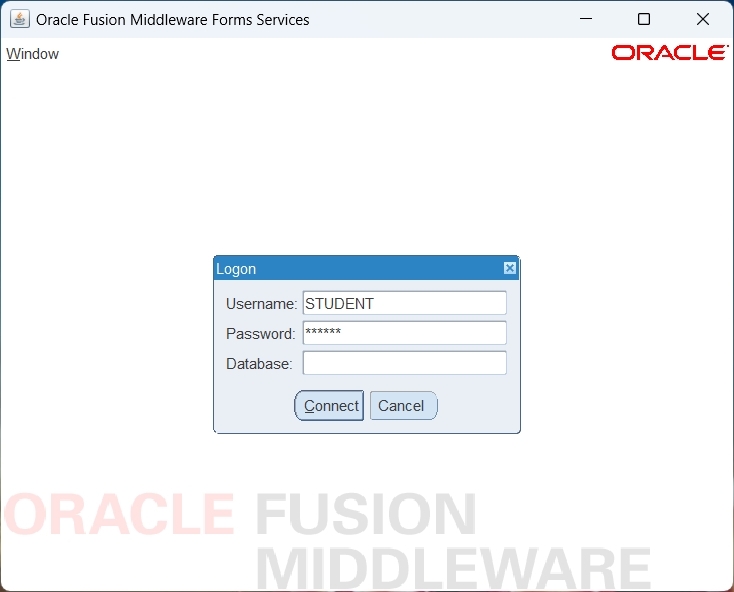 Oracle Fusion Middleware Forms Services
Window
ORACLE
Logon
Username: STUDENT
Password: ******
Database:
Connect Cancel
ORACLE FUSION
MIDDLEWARE